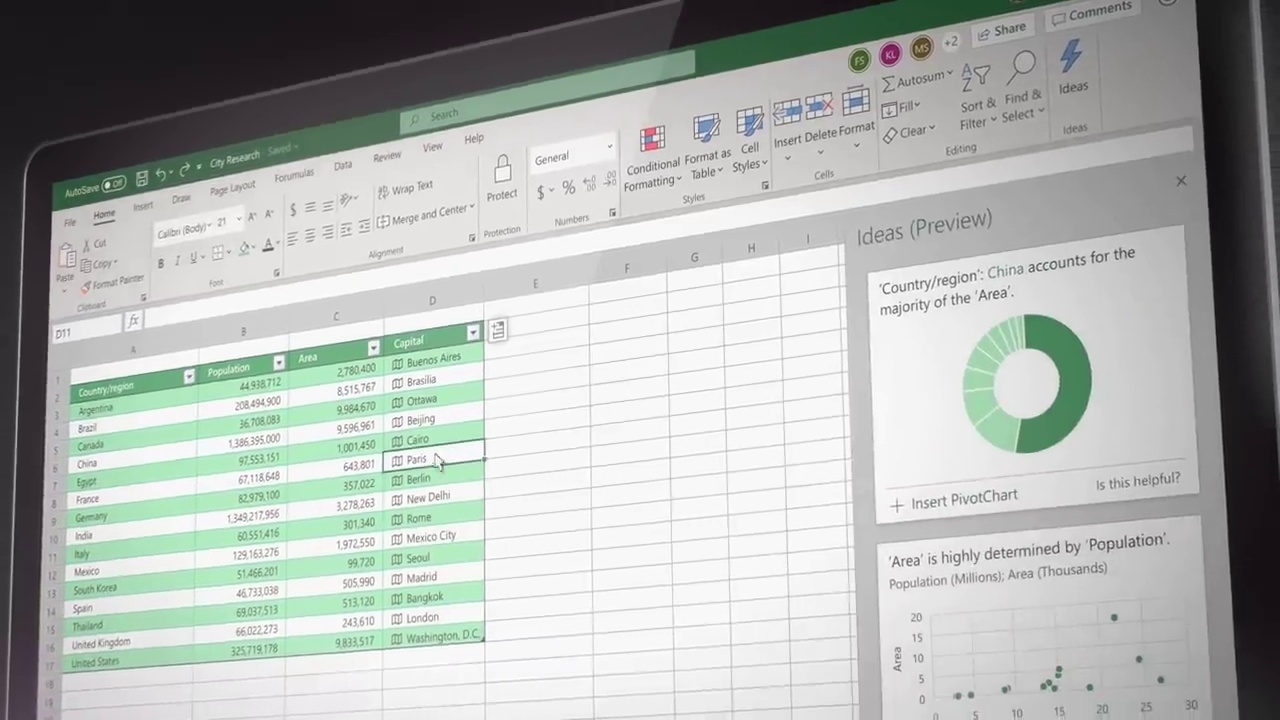 AutoSave Off City Research Saved Search FS KL MS +2 Share Comments
File Home Insert Draw Page Layout Formulas Data Review View Help
Paste Cut Copy Format Painter
Clipboard
Calibri (Body) 21 A A
B I U A
Font
Wrap Text
Merge and Center
Alignment
Protect
Protection
General
$ %
Numbers
Conditional Formatting Format as Table Cell Styles
Styles
Insert Delete Format
Cells
Autosum
Fill
Clear
Sort & Filter Find & Select
Editing
Ideas
Ideas
D11 fx
A B C D E F G H I
1 Country/region Population Area Capital
2 Argentina 44,938,712 2,780,400 Buenos Aires
3 Brazil 208,494,900 8,515,767 Brasilia
4 Canada 36,708,083 9,984,670 Ottawa
5 China 1,386,395,000 9,596,961 Beijing
6 Egypt 97,553,151 1,001,450 Cairo
7 France 67,118,648 643,801 Paris
8 Germany 82,979,100 357,022 Berlin
9 India 1,349,217,956 3,278,263 New Delhi
10 Italy 60,551,416 301,340 Rome
11 Mexico 129,163,276 1,972,550 Mexico City
12 South Korea 51,466,201 99,720 Seoul
13 Spain 46,733,038 505,990 Madrid
14 Thailand 69,037,513 513,120 Bangkok
15 United Kingdom 66,022,273 243,610 London
16 United States 325,719,178 9,833,517 Washington, D.C.
17
18
19
Ideas (Preview)
'Country/region': China accounts for the
majority of the 'Area'.
Insert PivotChart Is this helpful?
'Area' is highly determined by 'Population'.
Population (Millions); Area (Thousands)
Area
20
15
10
5
0
0 5 10 15 20 25 30